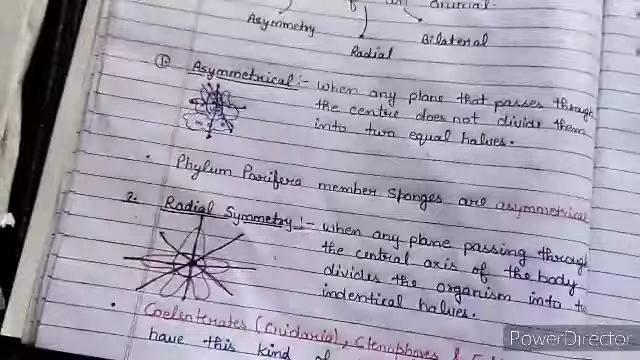 animal.
Asymmetry
Radial
Bilateral
① Asymmetrical :- when any plane that passes through
the centre does not divide them
into two equal halves.
• Phylum Porifera member sponges are asymmetrical
2. Radial Symmetry :- when any plane passing through
the central axis of the body
divides the organism into
indentical halves.
• Coelenterates (Cnidaria), Ctenophores &
have this kind of
PowerDirector